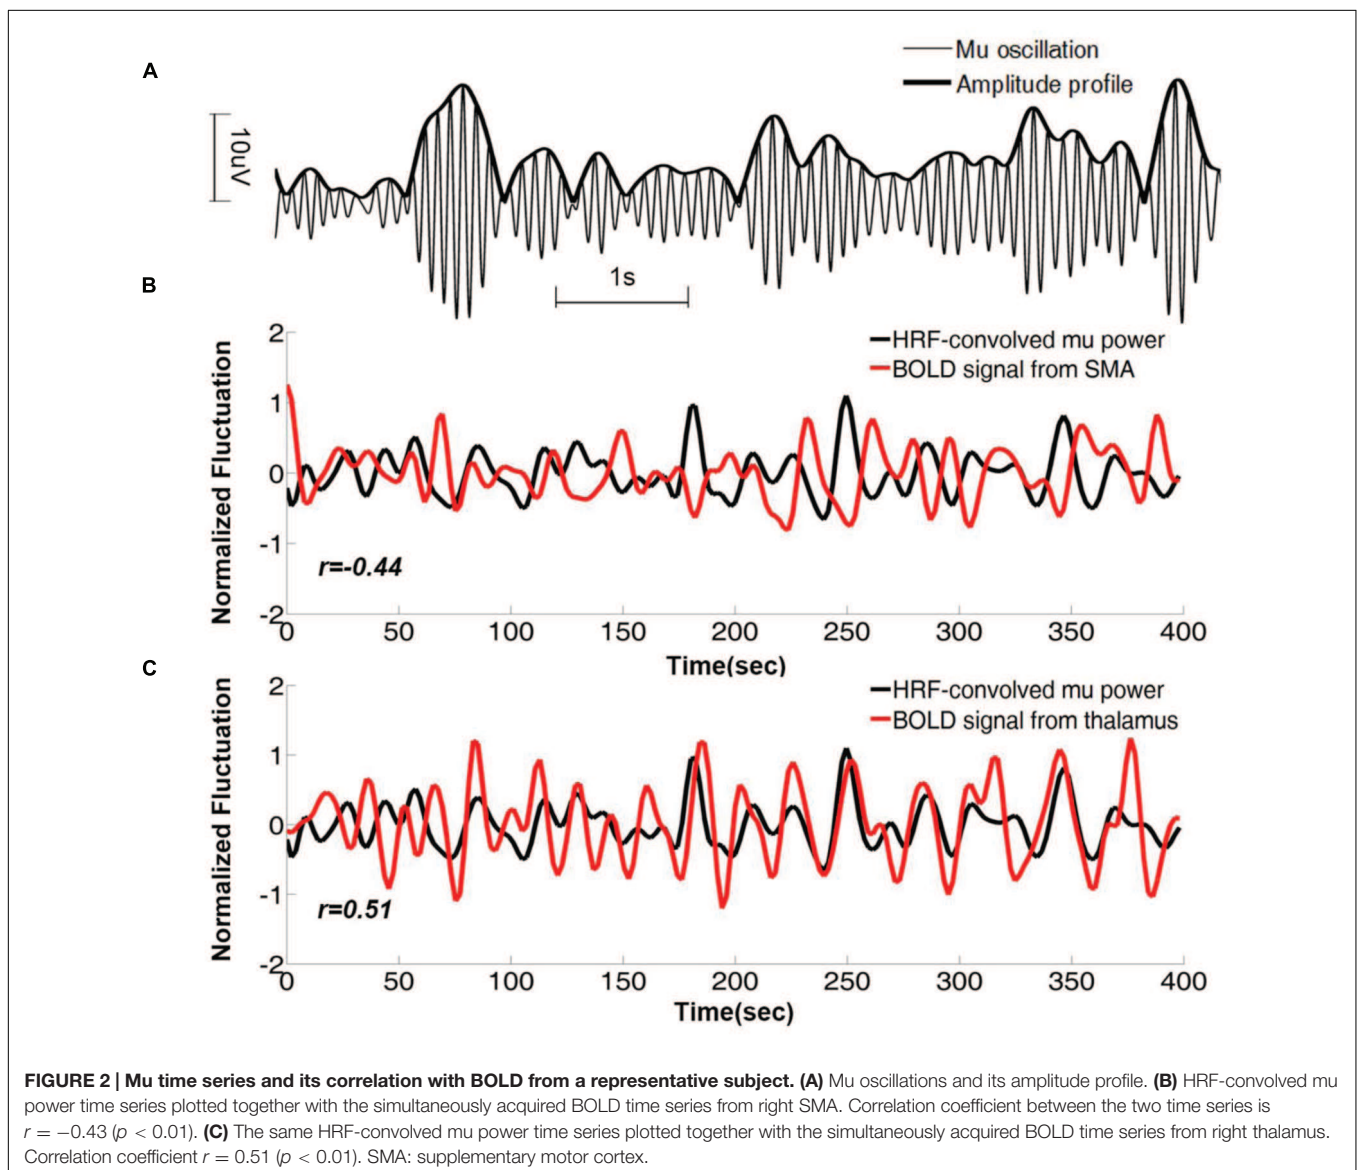 A
Mu oscillation
Amplitude profile
10uV
1s
B
2
1
0
-1
-2
Normalized Fluctuation
HRF-convolved mu power
BOLD signal from SMA
r=-0.44
0 50 100 150 200 250 300 350 400
Time(sec)
C
2
1
0
-1
-2
Normalized Fluctuation
HRF-convolved mu power
BOLD signal from thalamus
r=0.51
0 50 100 150 200 250 300 350 400
Time(sec)
FIGURE 2 | Mu time series and its correlation with BOLD from a representative subject. (A) Mu oscillations and its amplitude profile. (B) HRF-convolved mu
power time series plotted together with the simultaneously acquired BOLD time series from right SMA. Correlation coefficient between the two time series is
r = −0.43 (p < 0.01). (C) The same HRF-convolved mu power time series plotted together with the simultaneously acquired BOLD time series from right thalamus.
Correlation coefficient r = 0.51 (p < 0.01). SMA: supplementary motor cortex.